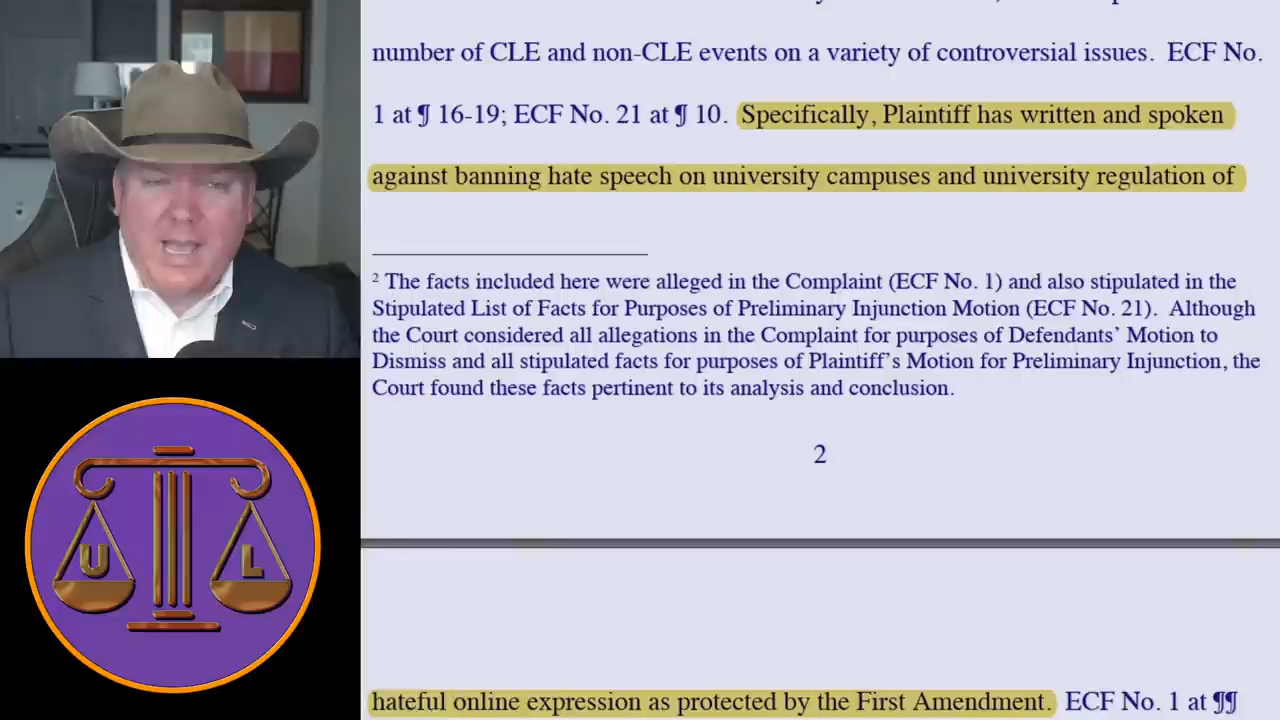 number of CLE and non-CLE events on a variety of controversial issues.  ECF No.
1 at ¶ 16-19; ECF No. 21 at ¶ 10.  Specifically, Plaintiff has written and spoken
against banning hate speech on university campuses and university regulation of
2 The facts included here were alleged in the Complaint (ECF No. 1) and also stipulated in the
Stipulated List of Facts for Purposes of Preliminary Injunction Motion (ECF No. 21).  Although
the Court considered all allegations in the Complaint for purposes of Defendants’ Motion to
Dismiss and all stipulated facts for purposes of Plaintiff’s Motion for Preliminary Injunction, the
Court found these facts pertinent to its analysis and conclusion.
2
U L
hateful online expression as protected by the First Amendment.  ECF No. 1 at ¶¶